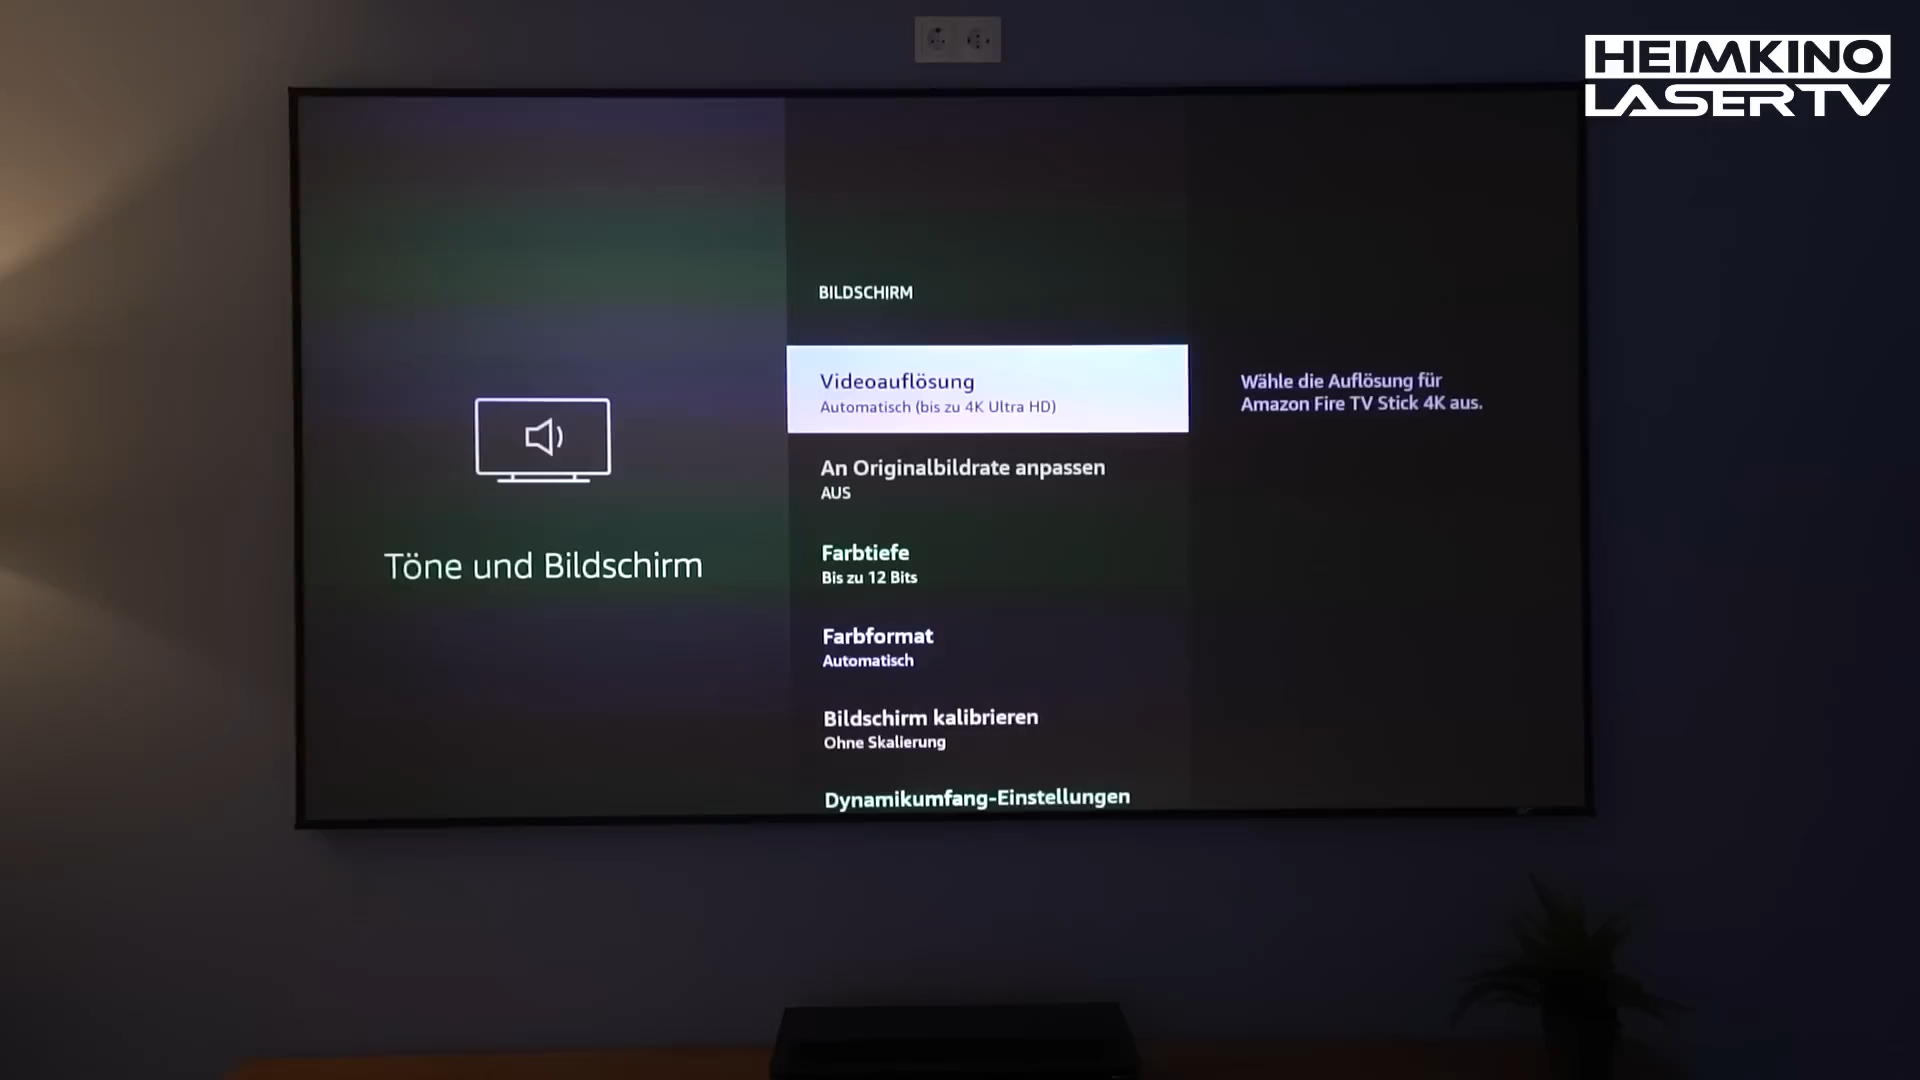 HEIMKINO
LASERTV
BILDSCHIRM
Videoauflösung
Automatisch (bis zu 4K Ultra HD)
Wähle die Auflösung für
Amazon Fire TV Stick 4K aus.
An Originalbildrate anpassen
AUS
Farbtiefe
Bis zu 12 Bits
Töne und Bildschirm
Farbformat
Automatisch
Bildschirm kalibrieren
Ohne Skalierung
Dynamikumfang-Einstellungen